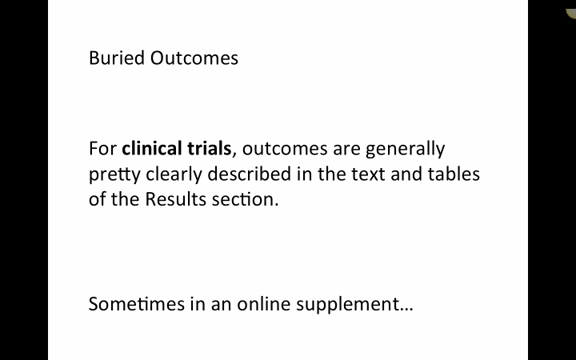 Buried Outcomes
For clinical trials, outcomes are generally
pretty clearly described in the text and tables
of the Results section.
Sometimes in an online supplement...